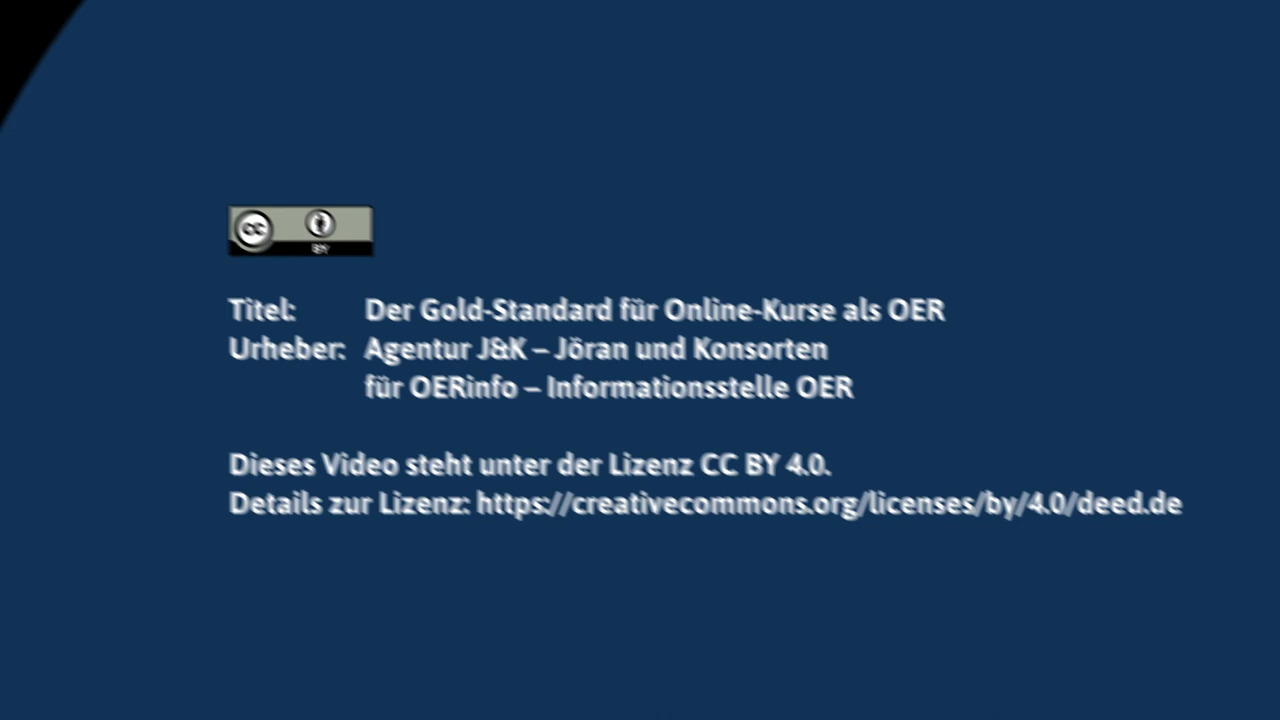 cc
BY
Titel: Der Gold-Standard für Online-Kurse als OER
Urheber: Agentur J&K – Jöran und Konsorten
für OERinfo – Informationsstelle OER
Dieses Video steht unter der Lizenz CC BY 4.0.
Details zur Lizenz: https://creativecommons.org/licenses/by/4.0/deed.de